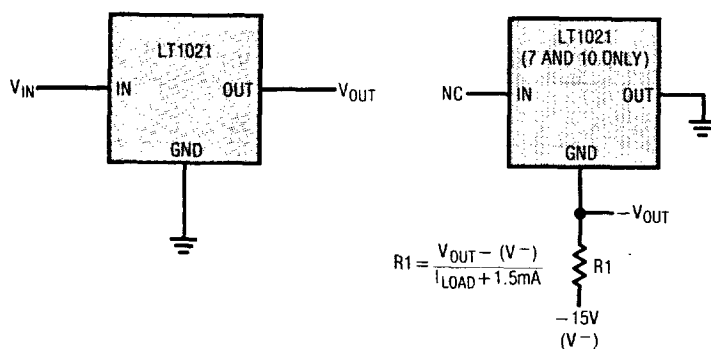 LT1021
V_IN
IN
OUT
V_OUT
GND
LT1021
(7 AND 10 ONLY)
NC
IN
OUT
GND
−V_OUT
R1 = V_OUT − (V−) / I_LOAD + 1.5mA
R1
−15V
(V−)